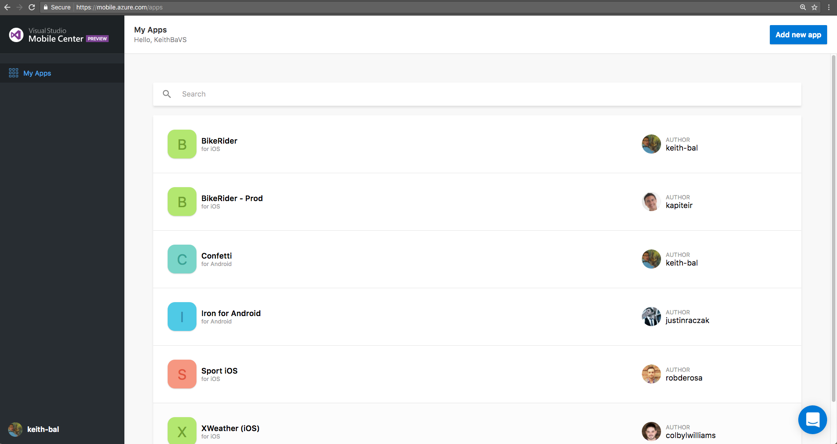 Secure https://mobile.azure.com/apps
Visual Studio
Mobile Center PREVIEW
My Apps
keith-bal
My Apps
Hello, KeithBaVS
Add new app
Search
B
BikeRider
for iOS
AUTHOR
keith-bal
B
BikeRider - Prod
for iOS
AUTHOR
kapiteir
C
Confetti
for Android
AUTHOR
keith-bal
I
Iron for Android
for Android
AUTHOR
justinraczak
S
Sport iOS
for iOS
AUTHOR
robderosa
X
XWeather (iOS)
for iOS
AUTHOR
colbylwilliams